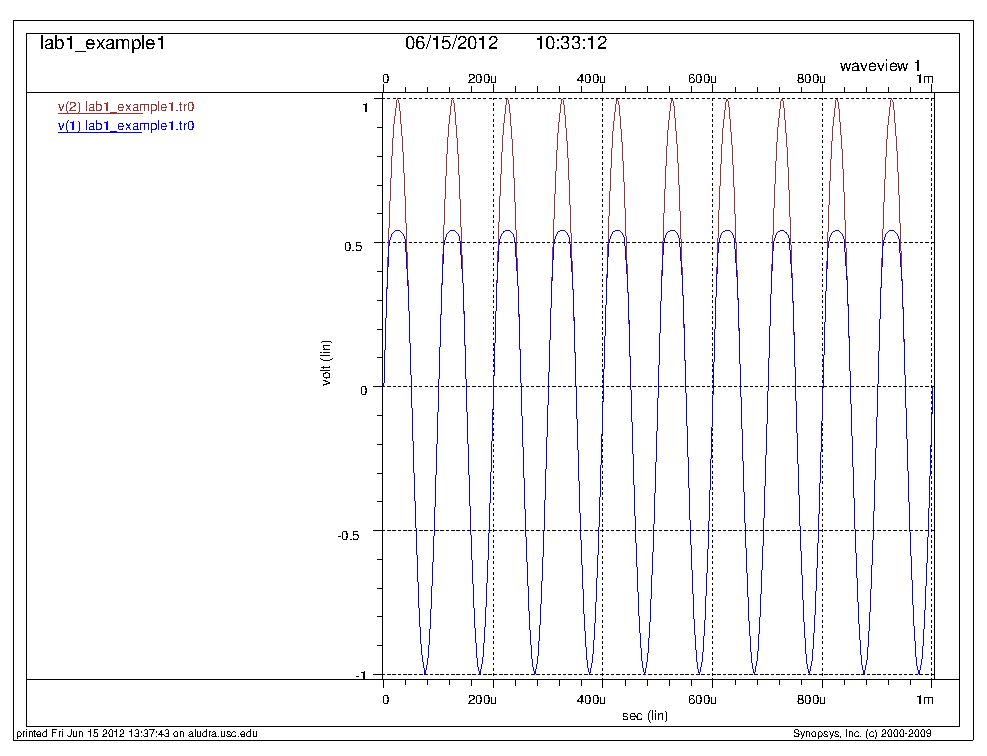 lab1_example1 06/15/2012 10:33:12
waveview 1
0 200u 400u 600u 800u 1m
v(2) lab1_example1.tr0
v(1) lab1_example1.tr0
1
0.5
volt (lin)
0
-0.5
-1
0 200u 400u 600u 800u 1m
sec (lin)
printed Fri Jun 15 2012 13:37:43 on aludra.usc.edu Synopsys, Inc. (c) 2000-2009